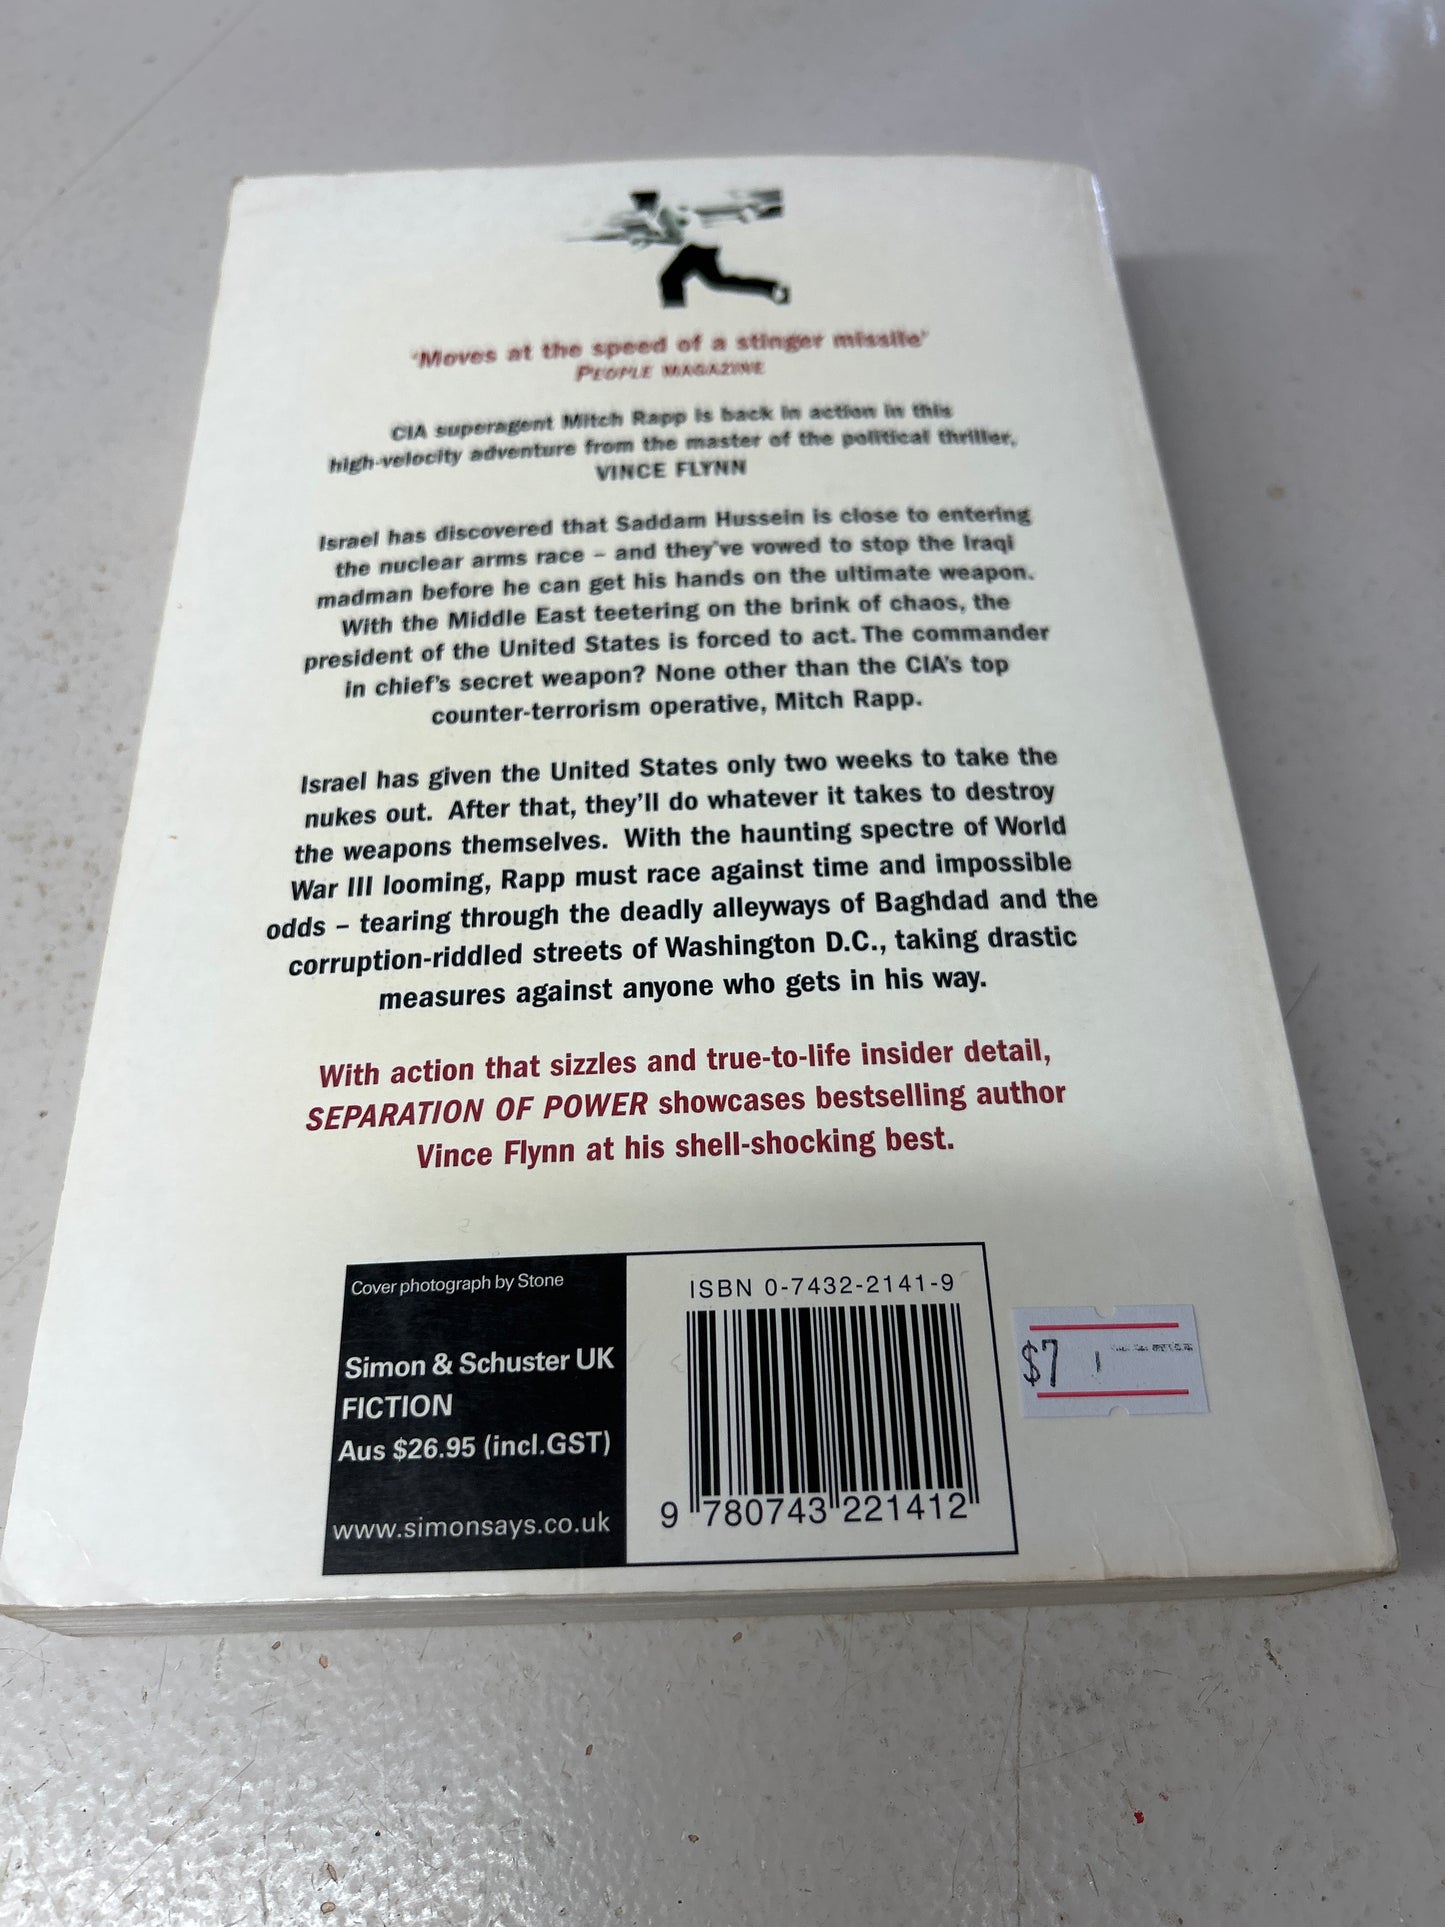 ‘Moves at the speed of a stinger missile’
PEOPLE MAGAZINE
CIA superagent Mitch Rapp is back in action in this
high-velocity adventure from the master of the political thriller,
VINCE FLYNN
Israel has discovered that Saddam Hussein is close to entering
the nuclear arms race – and they've vowed to stop the Iraqi
madman before he can get his hands on the ultimate weapon.
With the Middle East teetering on the brink of chaos, the
president of the United States is forced to act. The commander
in chief's secret weapon? None other than the CIA's top
counter-terrorism operative, Mitch Rapp.
Israel has given the United States only two weeks to take the
nukes out. After that, they'll do whatever it takes to destroy
the weapons themselves. With the haunting spectre of World
War III looming, Rapp must race against time and impossible
odds – tearing through the deadly alleyways of Baghdad and the
corruption-riddled streets of Washington D.C., taking drastic
measures against anyone who gets in his way.
With action that sizzles and true-to-life insider detail,
SEPARATION OF POWER showcases bestselling author
Vince Flynn at his shell-shocking best.
Cover photograph by Stone
Simon & Schuster UK
FICTION
Aus $26.95 (incl.GST)
www.simonsays.co.uk
ISBN 0-7432-2141-9
9 780743 221412
$7